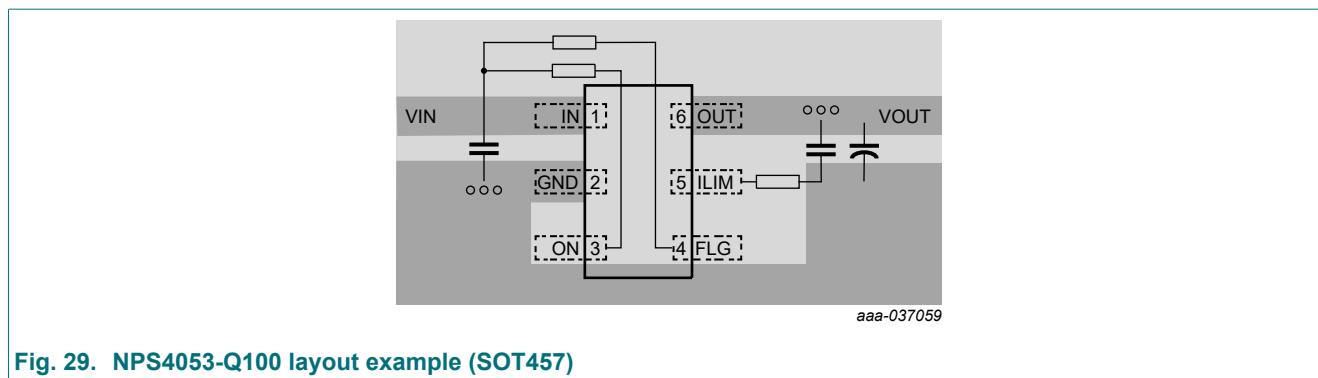 VIN IN 1 6 OUT VOUT
GND 2 5 ILIM
ON 3 4 FLG
aaa-037059
Fig. 29. NPS4053-Q100 layout example (SOT457)